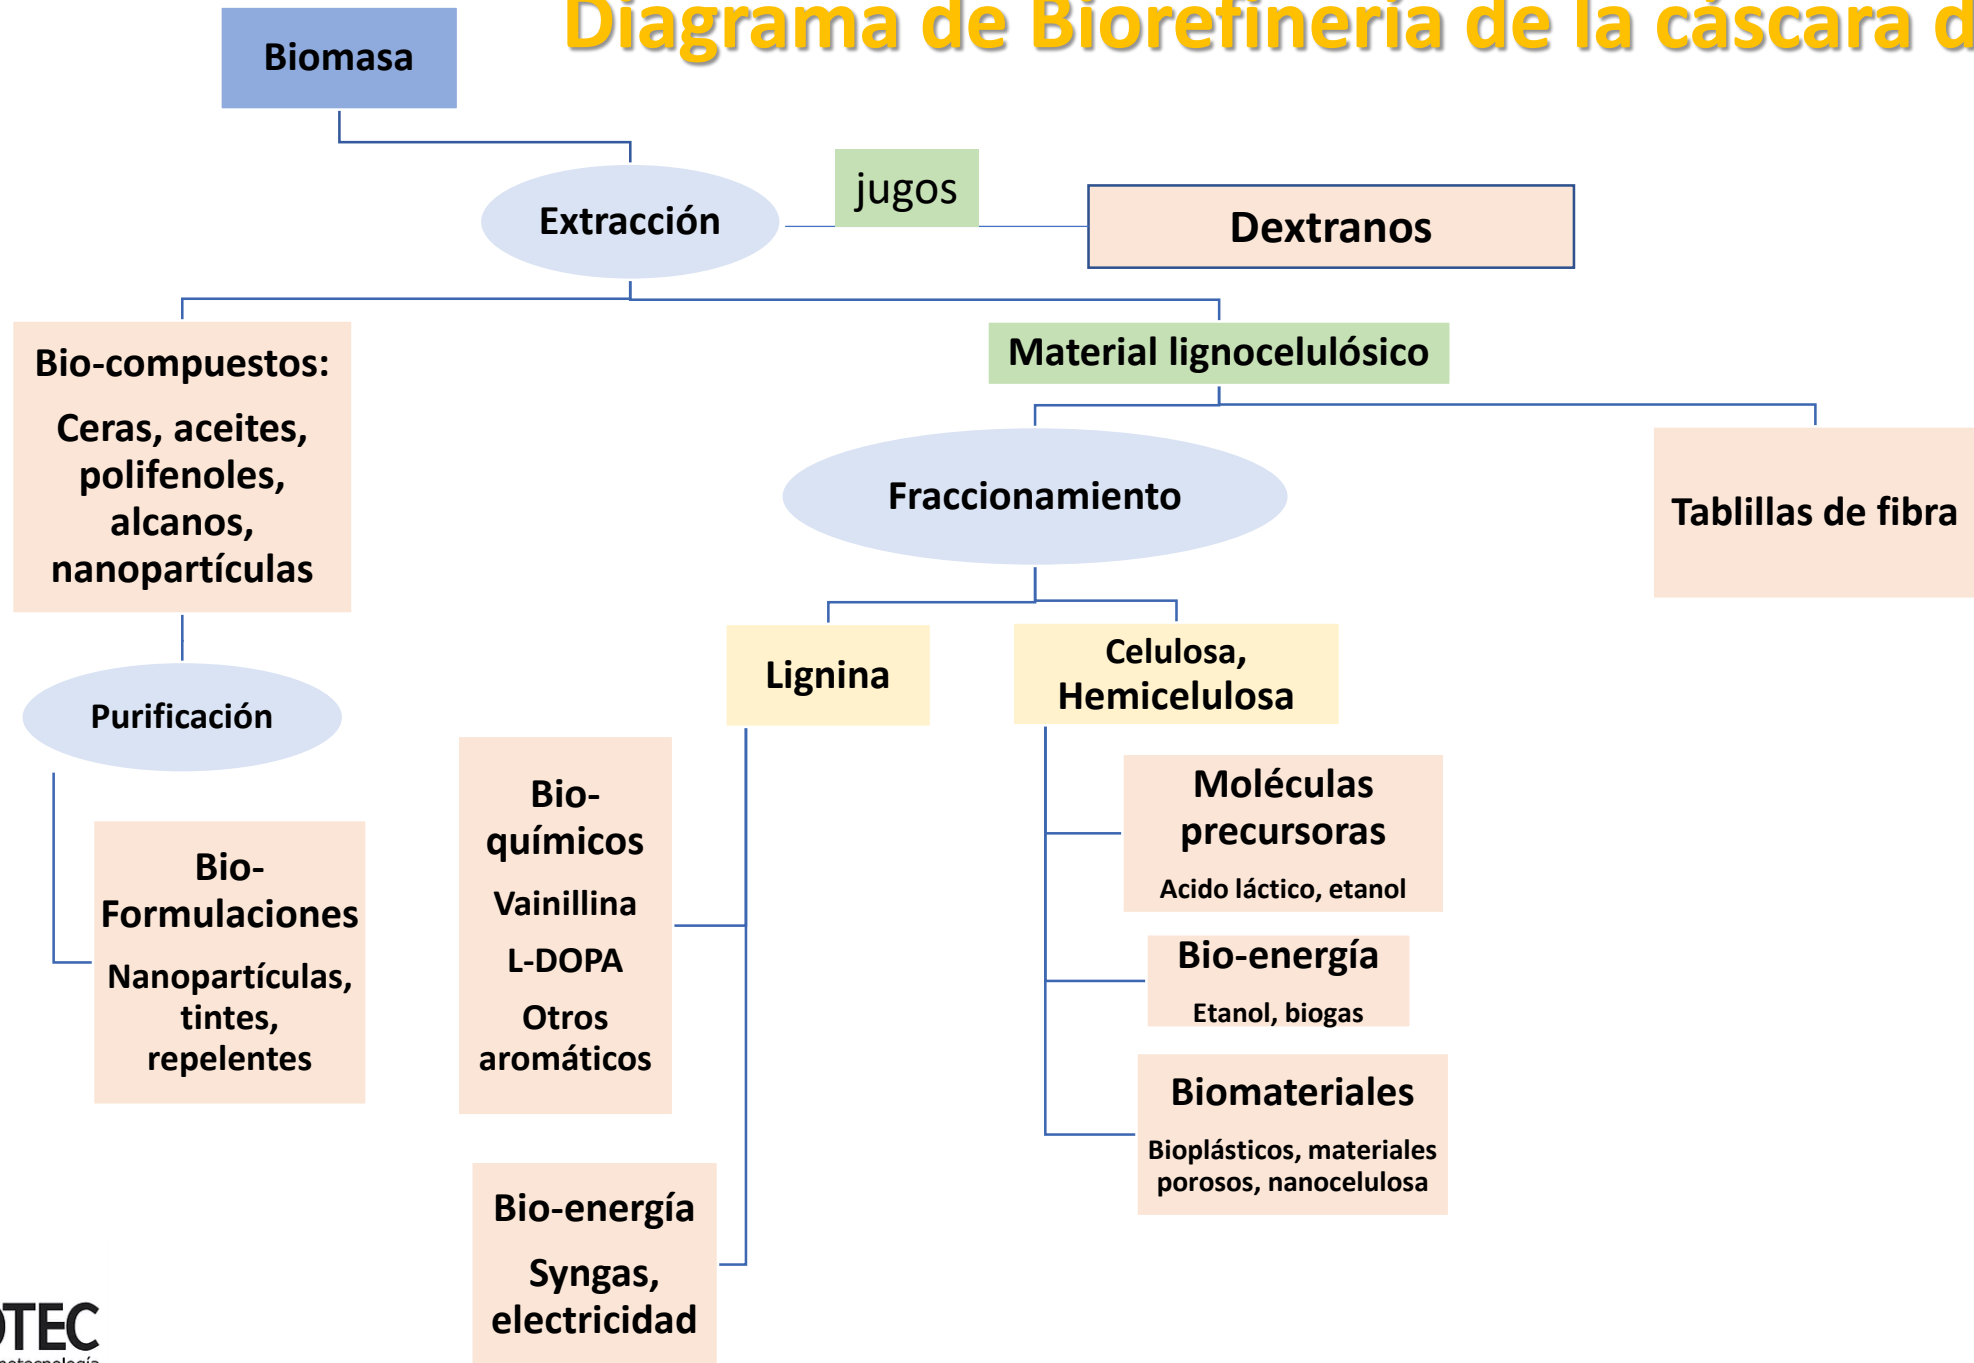 Diagrama de Biorefinería de la cáscara d
Biomasa
Extracción
jugos
Dextranos
Bio-compuestos:
Ceras, aceites,
polifenoles,
alcanos,
nanopartículas
Material lignocelulósico
Fraccionamiento
Tablillas de fibra
Purificación
Lignina
Celulosa,
Hemicelulosa
Bio-
Formulaciones
Nanopartículas,
tintes,
repelentes
Bio-
químicos
Vainillina
L-DOPA
Otros
aromáticos
Bio-energía
Syngas,
electricidad
Moléculas
precursoras
Acido láctico, etanol
Bio-energía
Etanol, biogas
Biomateriales
Bioplásticos, materiales
porosos, nanocelulosa
OTEC